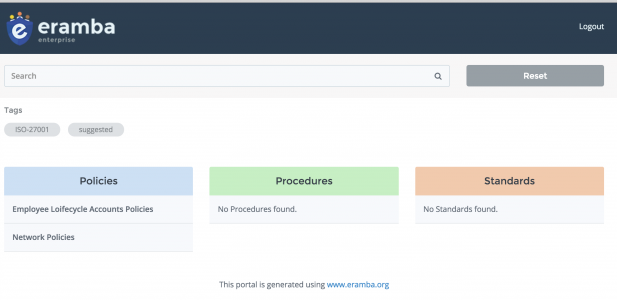 eramba
enterprise
Logout
Search
Reset
Tags
ISO-27001
suggested
Policies
Employee Loifecycle Accounts Policies
Network Policies
Procedures
No Procedures found.
Standards
No Standards found.
This portal is generated using www.eramba.org